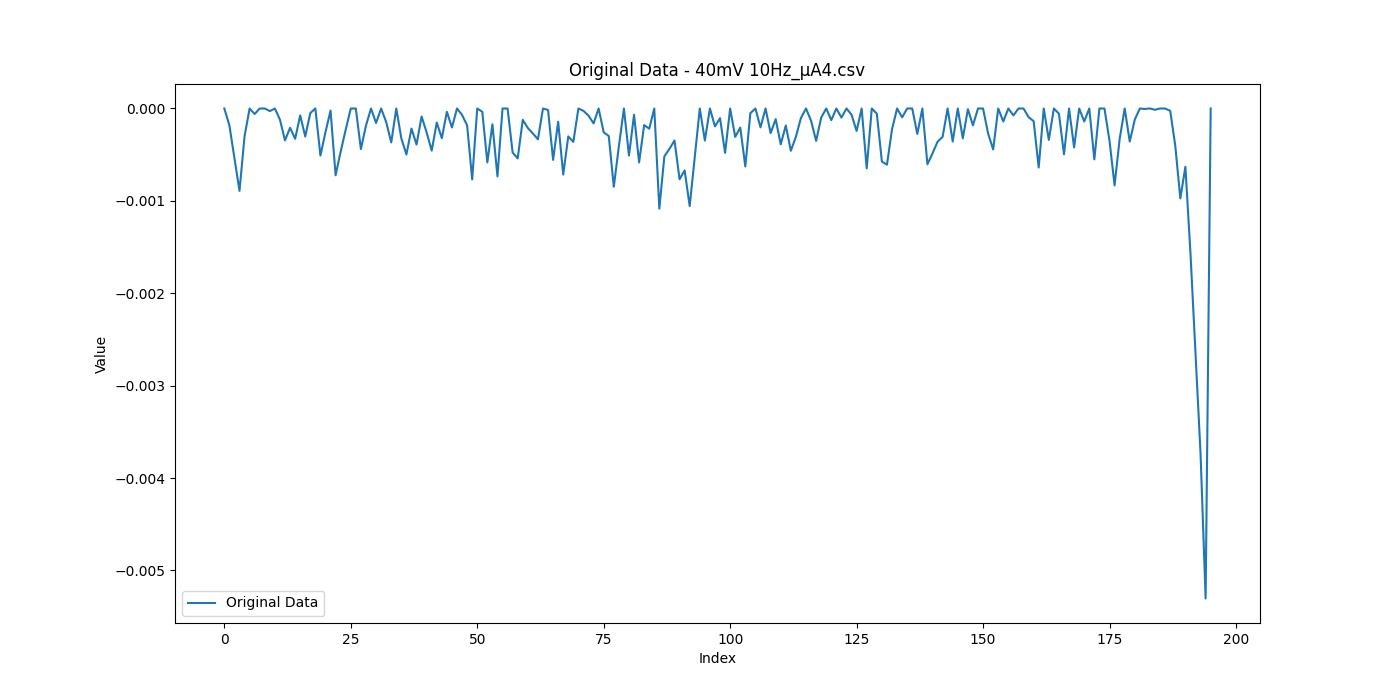 Original Data - 40mV 10Hz_μA4.csv
0.000
−0.001
−0.002
−0.003
−0.004
−0.005
Value
Original Data
0 25 50 75 100 125 150 175 200
Index